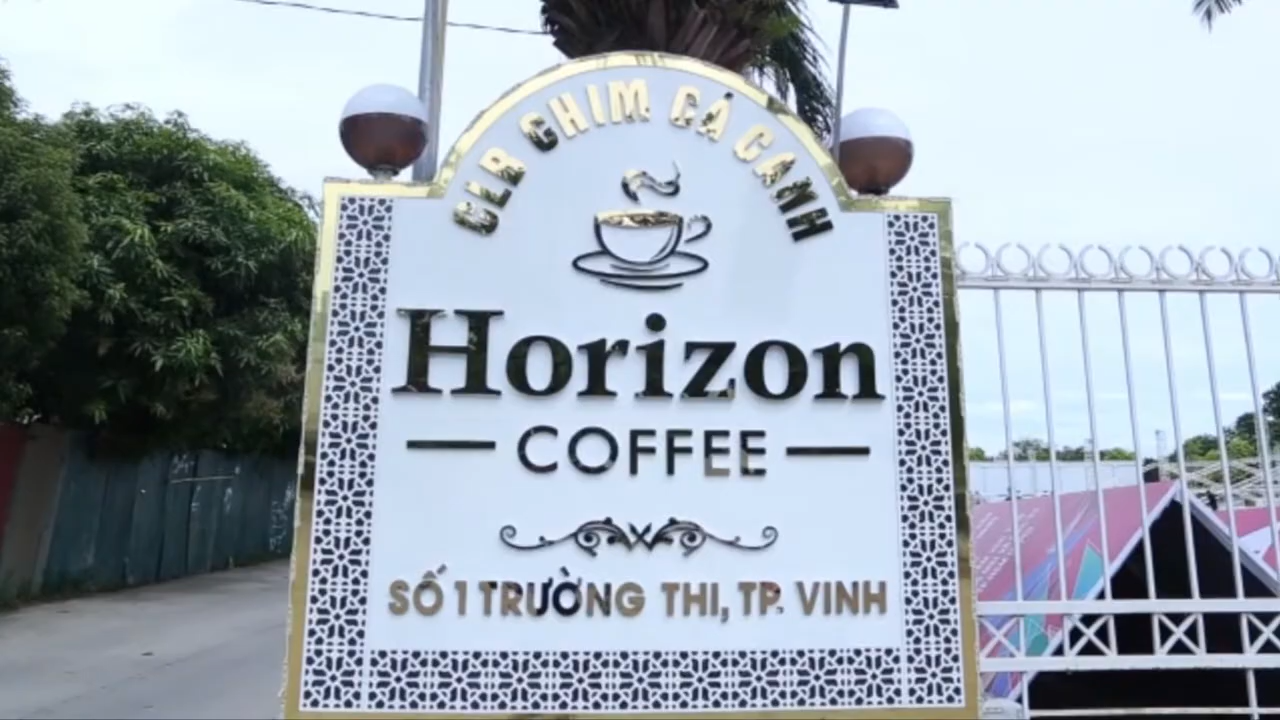 CLB CHIM CÁ CẢNH
Horizon
COFFEE
SỐ 1 TRƯỜNG THI, TP. VINH